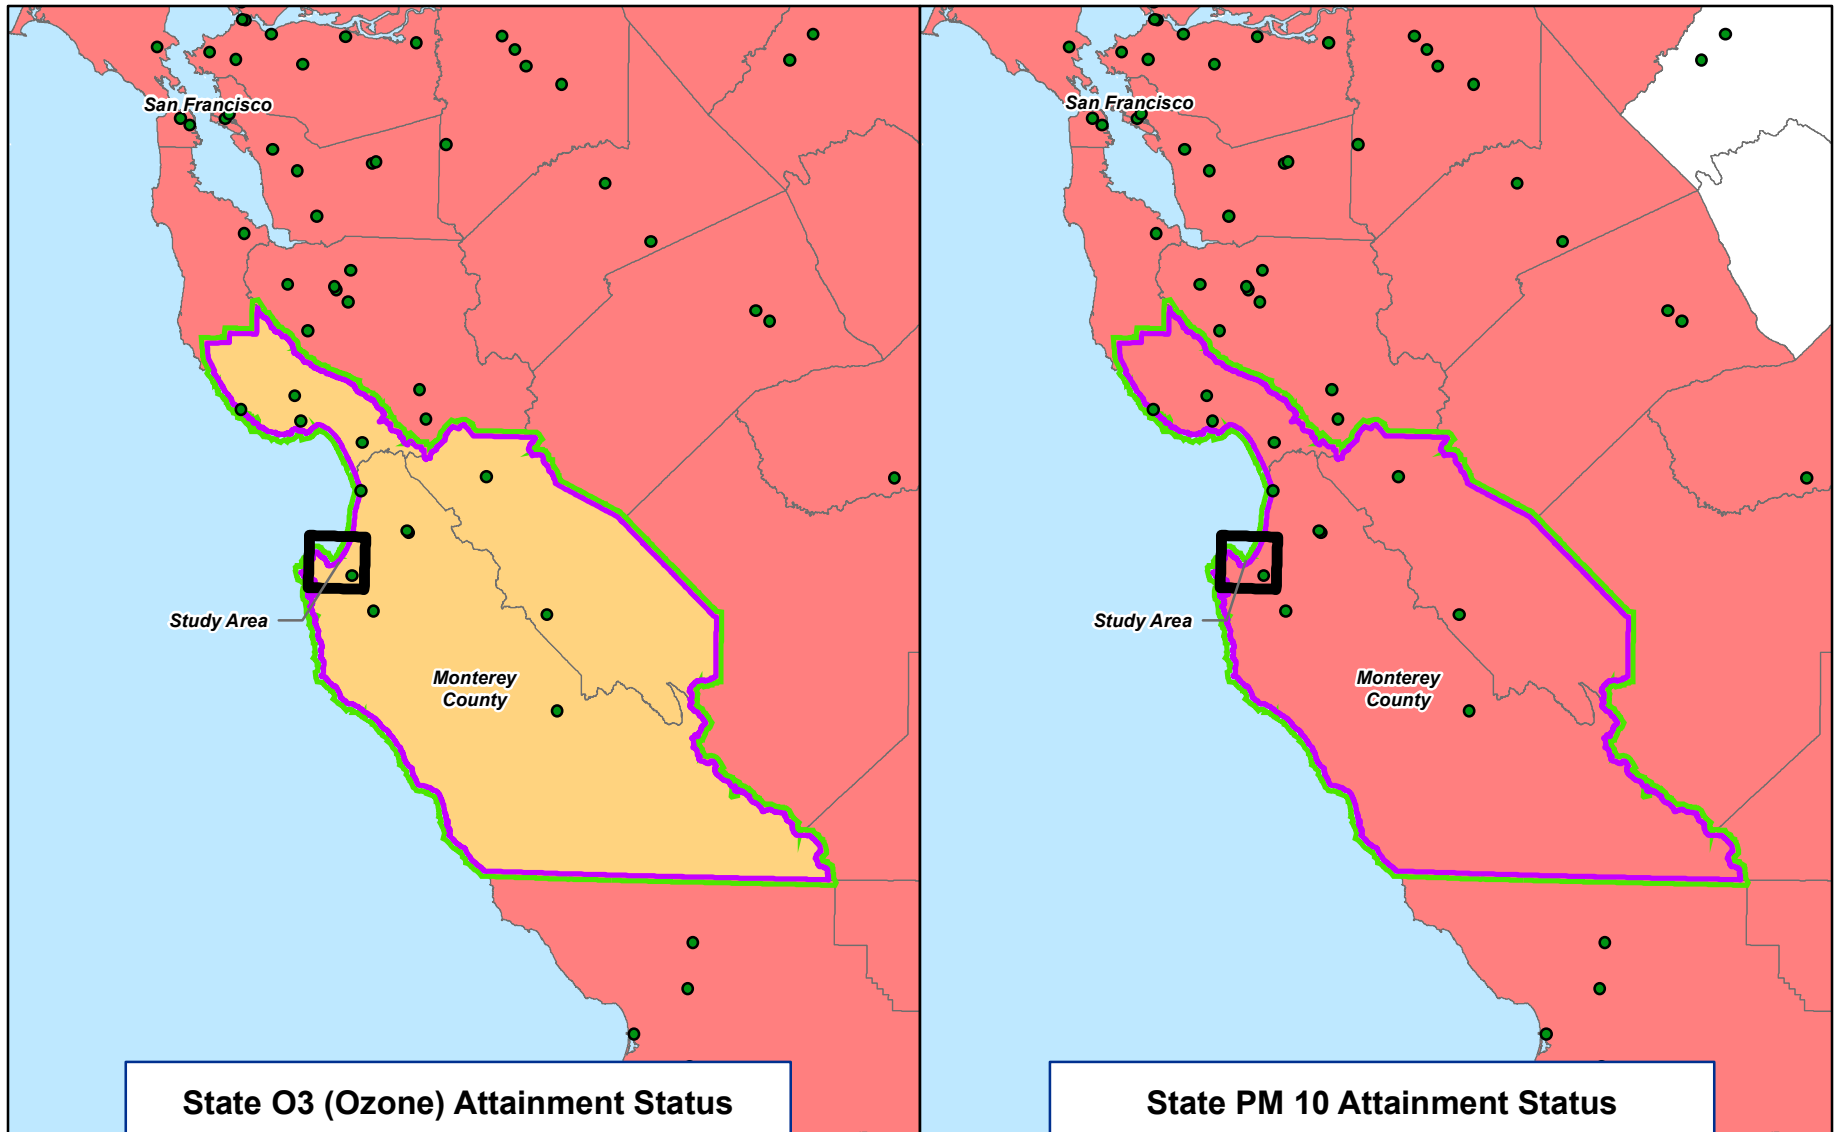 San Francisco
Study Area
Monterey
County
State O3 (Ozone) Attainment Status
San Francisco
Study Area
Monterey
County
State PM 10 Attainment Status